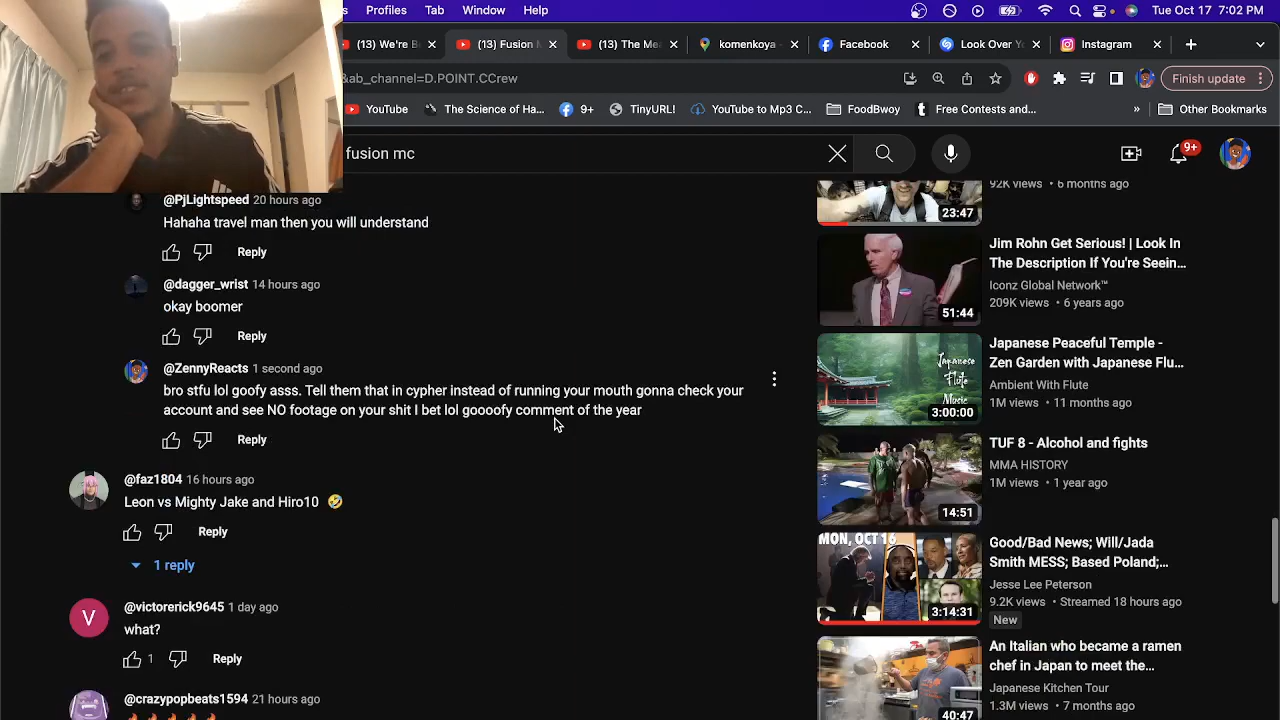 Profiles Tab Window Help Tue Oct 17 7:02 PM
(13) We're B (13) Fusion M (13) The Me komenkoya - Facebook Look Over Yo Instagram
&ab_channel=D.POINT.CCrew Finish update
YouTube The Science of Ha... 9+ TinyURL! YouTube to Mp3 C... FoodBwoy t Free Contests and... » Other Bookmarks
fusion mc 9+
@PjLightspeed 20 hours ago
Hahaha travel man then you will understand
Reply
@dagger_wrist 14 hours ago
okay boomer
Reply
@ZennyReacts 1 second ago
bro stfu lol goofy asss. Tell them that in cypher instead of running your mouth gonna check your
account and see NO footage on your shit I bet lol goooofy comment of the year
Reply
@faz1804 16 hours ago
Leon vs Mighty Jake and Hiro10 🤣
Reply
1 reply
V
@victorerick9645 1 day ago
what?
1 Reply
@crazypopbeats1594 21 hours ago
🔥🔥🔥🔥🔥
92K views • 6 months ago
23:47
Jim Rohn Get Serious! | Look In
The Description If You're Seein...
Iconz Global Network™
209K views • 6 years ago
51:44
Japanese Peaceful Temple -
Zen Garden with Japanese Flu...
Ambient With Flute
1M views • 11 months ago
Japanese
Flute
Music
3:00:00
TUF 8 - Alcohol and fights
MMA HISTORY
1M views • 1 year ago
14:51
MON, OCT 16
Good/Bad News; Will/Jada
Smith MESS; Based Poland;...
Jesse Lee Peterson
9.2K views • Streamed 18 hours ago
New
3:14:31
An Italian who became a ramen
chef in Japan to meet the...
Japanese Kitchen Tour
1.3M views • 7 months ago
40:47